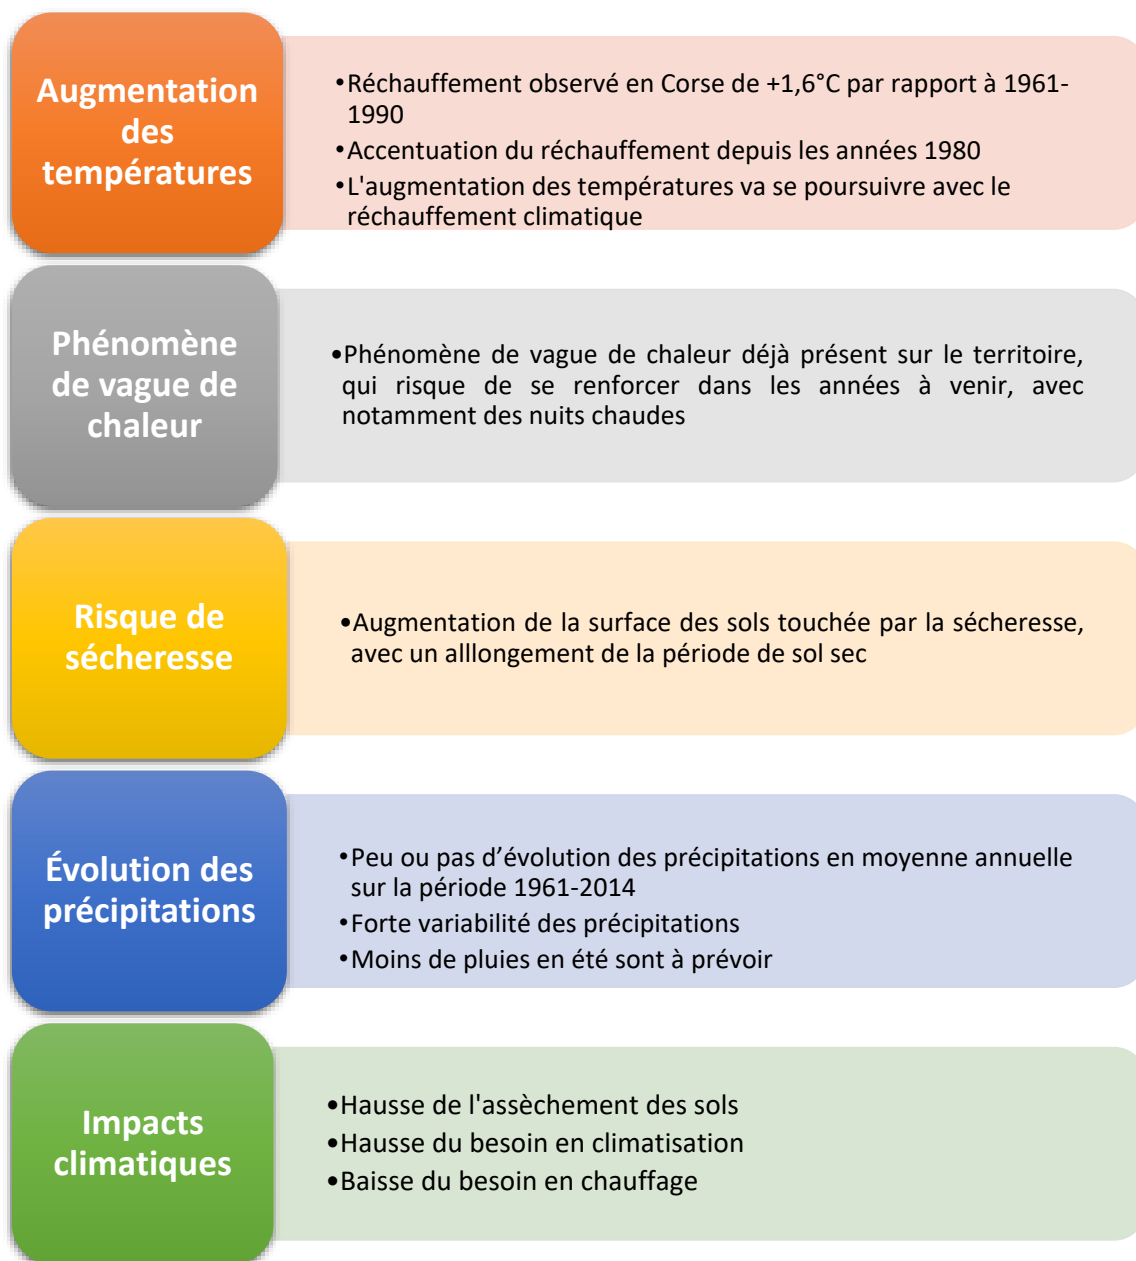 Augmentation
des
températures
•Réchauffement observé en Corse de +1,6°C par rapport à 1961-
1990
•Accentuation du réchauffement depuis les années 1980
•L'augmentation des températures va se poursuivre avec le
réchauffement climatique
Phénomène
de vague de
chaleur
•Phénomène de vague de chaleur déjà présent sur le territoire,
qui risque de se renforcer dans les années à venir, avec
notamment des nuits chaudes
Risque de
sécheresse
•Augmentation de la surface des sols touchée par la sécheresse,
avec un alllongement de la période de sol sec
Évolution des
précipitations
•Peu ou pas d’évolution des précipitations en moyenne annuelle
sur la période 1961-2014
•Forte variabilité des précipitations
•Moins de pluies en été sont à prévoir
Impacts
climatiques
•Hausse de l'assèchement des sols
•Hausse du besoin en climatisation
•Baisse du besoin en chauffage